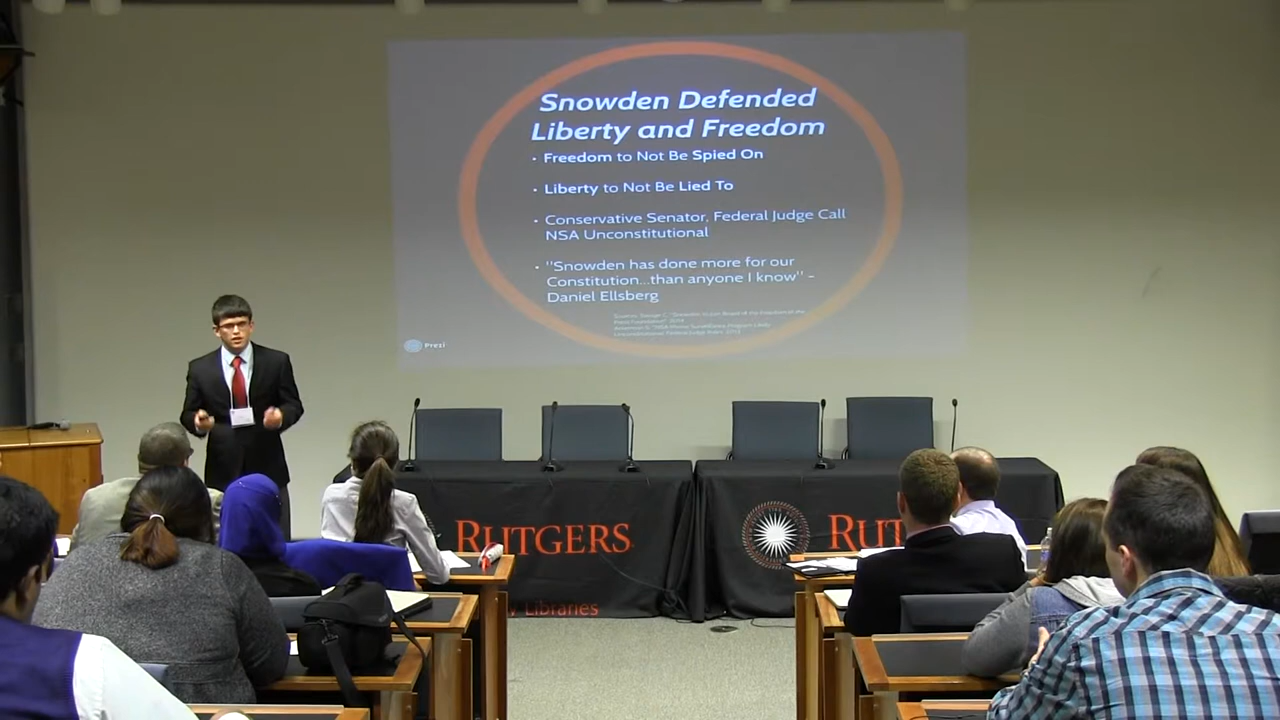 Snowden Defended
Liberty and Freedom
· Freedom to Not Be Spied On
· Liberty to Not Be Lied To
· Conservative Senator, Federal Judge Call
NSA Unconstitutional
· "Snowden has done more for our
Constitution...than anyone I know" -
Daniel Ellsberg
Prezi
RUTGERS
RUT
Libraries